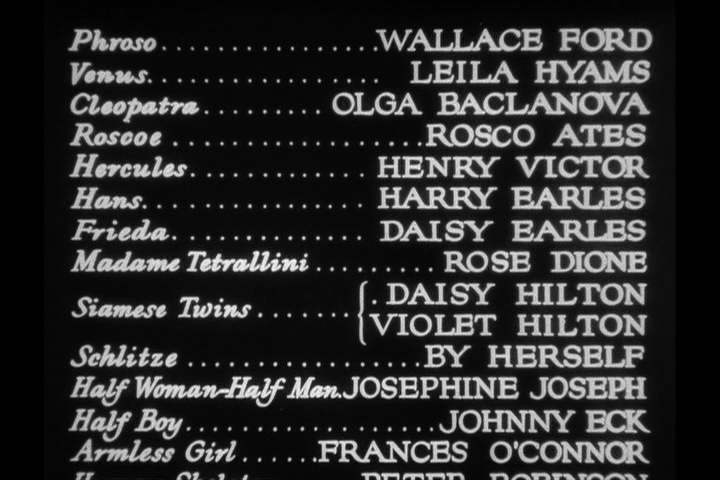 Phroso.................WALLACE FORD
Venus.................. LEILA HYAMS
Cleopatra......... OLGA BACLANOVA
Roscoe ...................ROSCO ATES
Hercules............. HENRY VICTOR
Hans................. HARRY EARLES
Frieda............... DAISY EARLES
Madame Tetrallini ......... ROSE DIONE
Siamese Twins ....... { . DAISY HILTON
VIOLET HILTON
Schlitze ..................BY HERSELF
Half Woman-Half Man.JOSEPHINE JOSEPH
Half Boy..................JOHNNY ECK
Armless Girl ......FRANCES O'CONNOR
PETER ROBINSON